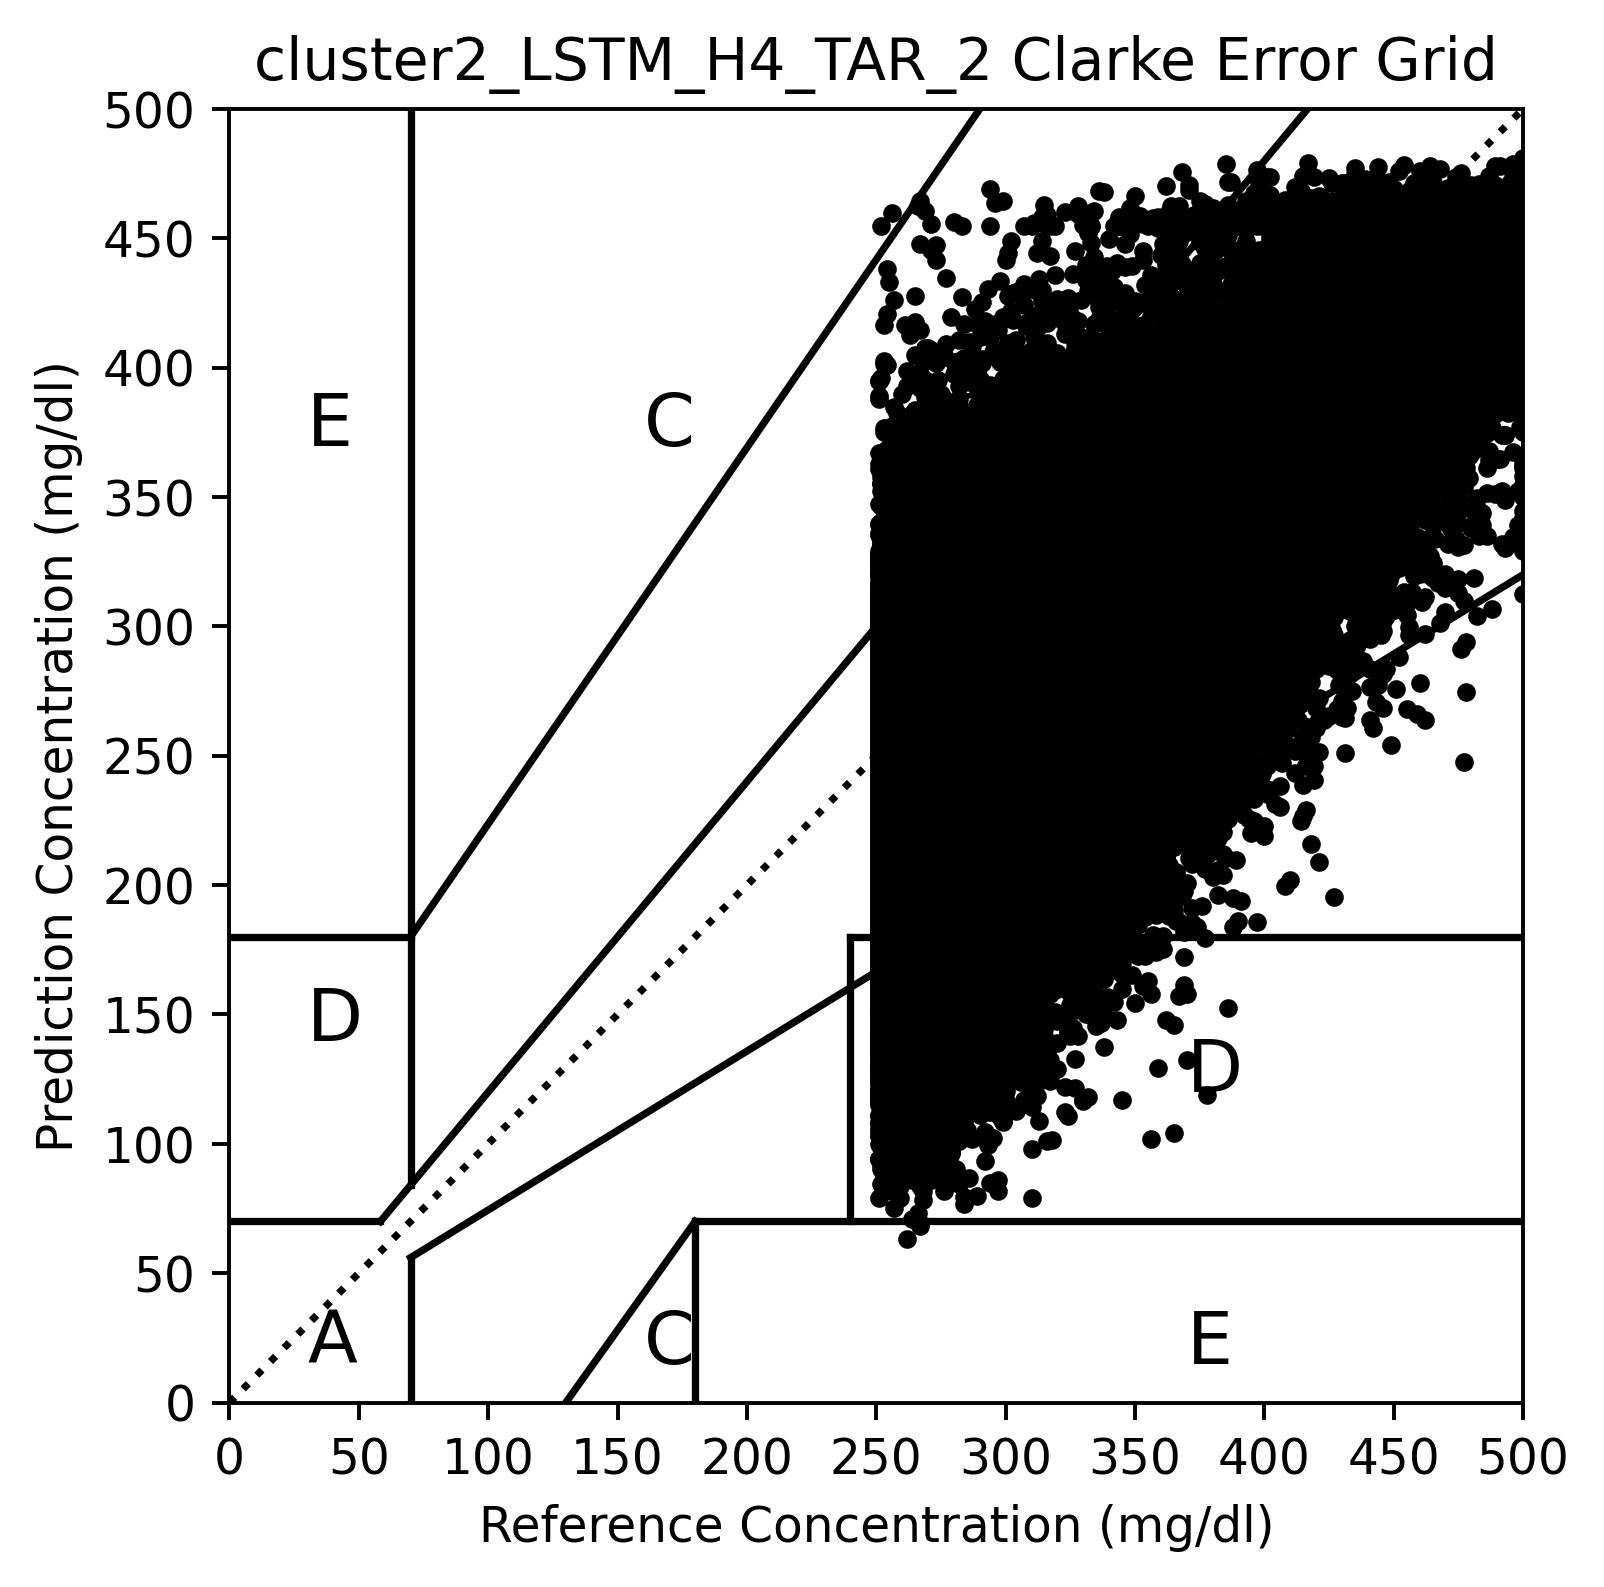 cluster2_LSTM_H4_TAR_2 Clarke Error Grid
500
450
400
350
300
250
200
150
100
50
0
Prediction Concentration (mg/dl)
E
C
D
D
A
C
E
0 50 100 150 200 250 300 350 400 450 500
Reference Concentration (mg/dl)